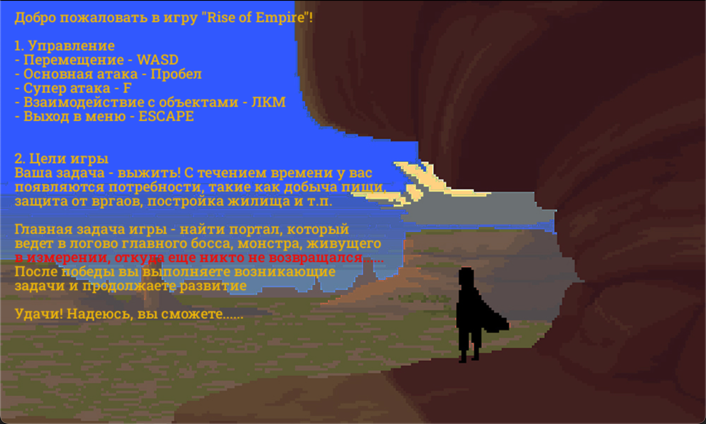 Добро пожаловать в игру "Rise of Empire"!
1. Управление
- Перемещение - WASD
- Основная атака - Пробел
- Супер атака - F
- Взаимодействие с объектами - ЛКМ
- Выход в меню - ESCAPE
2. Цели игры
Ваша задача - выжить! С течением времени у вас
появляются потребности, такие как добыча пищи,
защита от вргаов, постройка жилища и т.п.
Главная задача игры - найти портал, который
ведет в логово главного босса, монстра, живущего
в измерении, откуда еще никто не возвращался.....
После победы вы выполняете возникающие
задачи и продолжаете развитие
Удачи! Надеюсь, вы сможете......